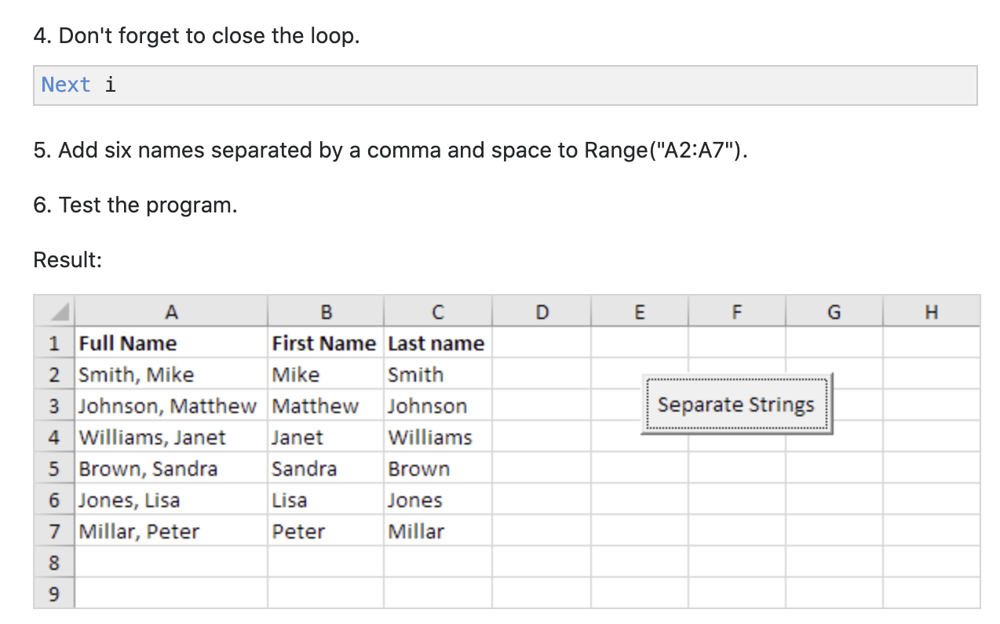 4. Don't forget to close the loop.
Next i
5. Add six names separated by a comma and space to Range("A2:A7").
6. Test the program.
Result:
A B C D E F G H
1 Full Name First Name Last name
2 Smith, Mike Mike Smith
3 Johnson, Matthew Matthew Johnson
Separate Strings
4 Williams, Janet Janet Williams
5 Brown, Sandra Sandra Brown
6 Jones, Lisa Lisa Jones
7 Millar, Peter Peter Millar
8
9